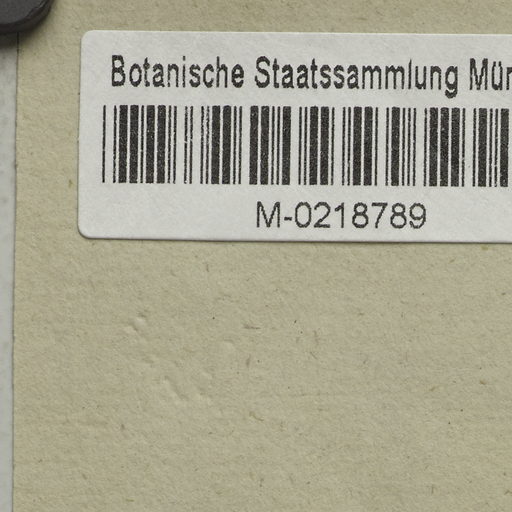 Botanische Staatssammlung Mün
M-0218789